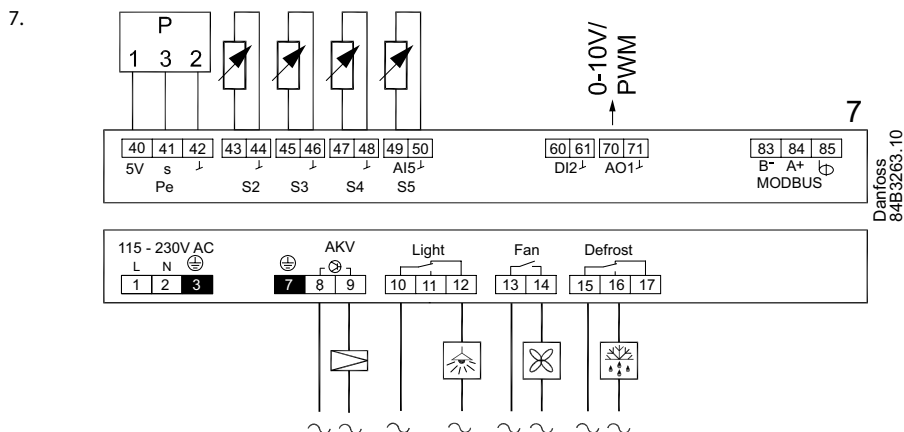 7.
P
1 3 2
0-10V/
PWM
7
40 41 42 43 44 45 46 47 48 49 50 60 61 70 71 83 84 85
5V s AI5 DI2 AO1 B- A+
Pe S2 S3 S4 S5 MODBUS
Danfoss
84B3263.10
115 - 230V AC AKV Light Fan Defrost
L N
1 2 3 7 8 9 10 11 12 13 14 15 16 17